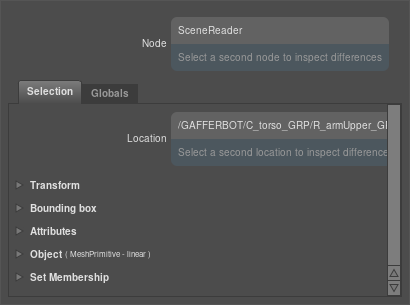 Node
SceneReader
Select a second node to inspect differences
Selection Globals
Location
/GAFFERBOT/C_torso_GRP/R_armUpper_G
Select a second location to inspect difference
Transform
Bounding box
Attributes
Object ( MeshPrimitive - linear )
Set Membership